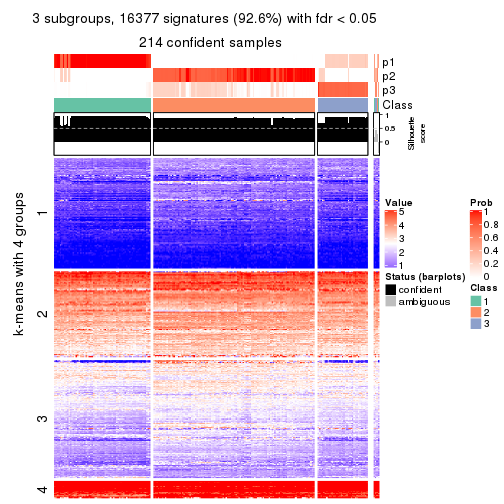 3 subgroups, 16377 signatures (92.6%) with fdr < 0.05
214 confident samples
p1
p2
p3
Class
1
0.5
0
Silhouette
score
k-means with 4 groups
1
2
3
4
Value
5
4
3
2
1
Status (barplots)
confident
ambiguous
Prob
1
0.8
0.6
0.4
0.2
0
Class
1
2
3